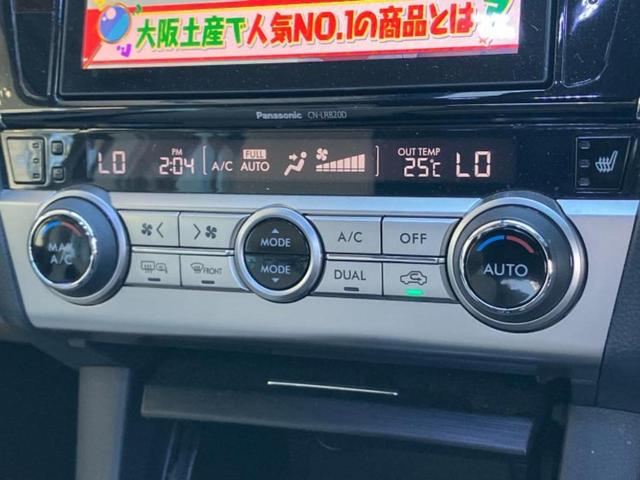 大阪土産で人気NO.1の商品とは
Panasonic CN-LR820D
LO PM 2:04 A/C FULL AUTO OUT TEMP 25℃ LO
MAX A/C
MODE
MODE
A/C
OFF
AUTO
FRONT
DUAL